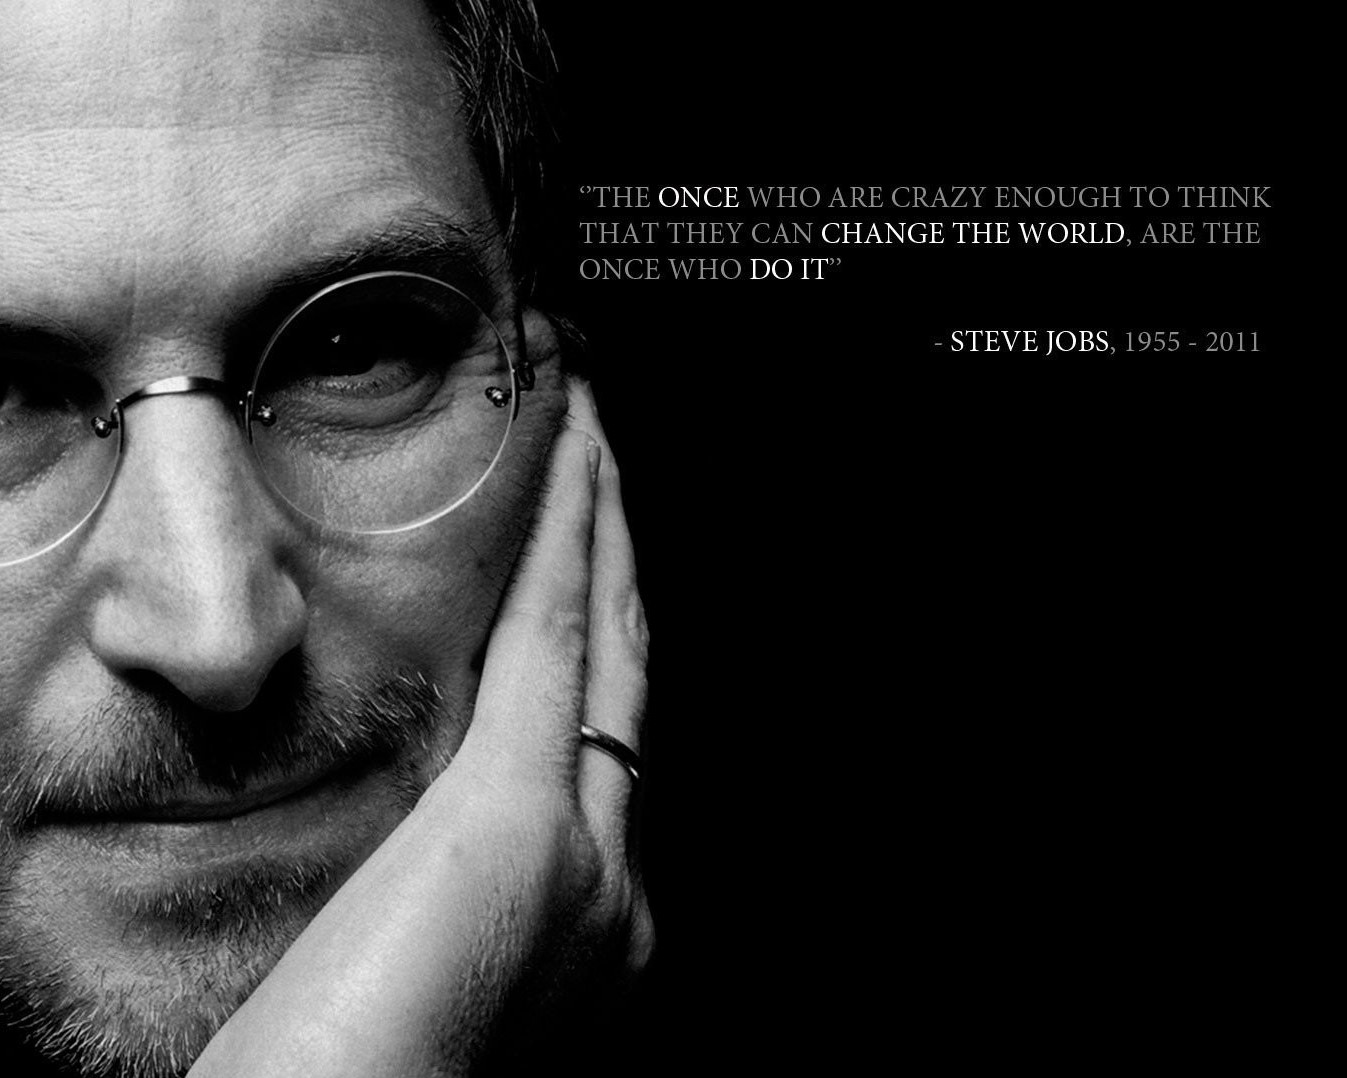 “THE ONCE WHO ARE CRAZY ENOUGH TO THINK
THAT THEY CAN CHANGE THE WORLD, ARE THE
ONCE WHO DO IT”
- STEVE JOBS, 1955 - 2011